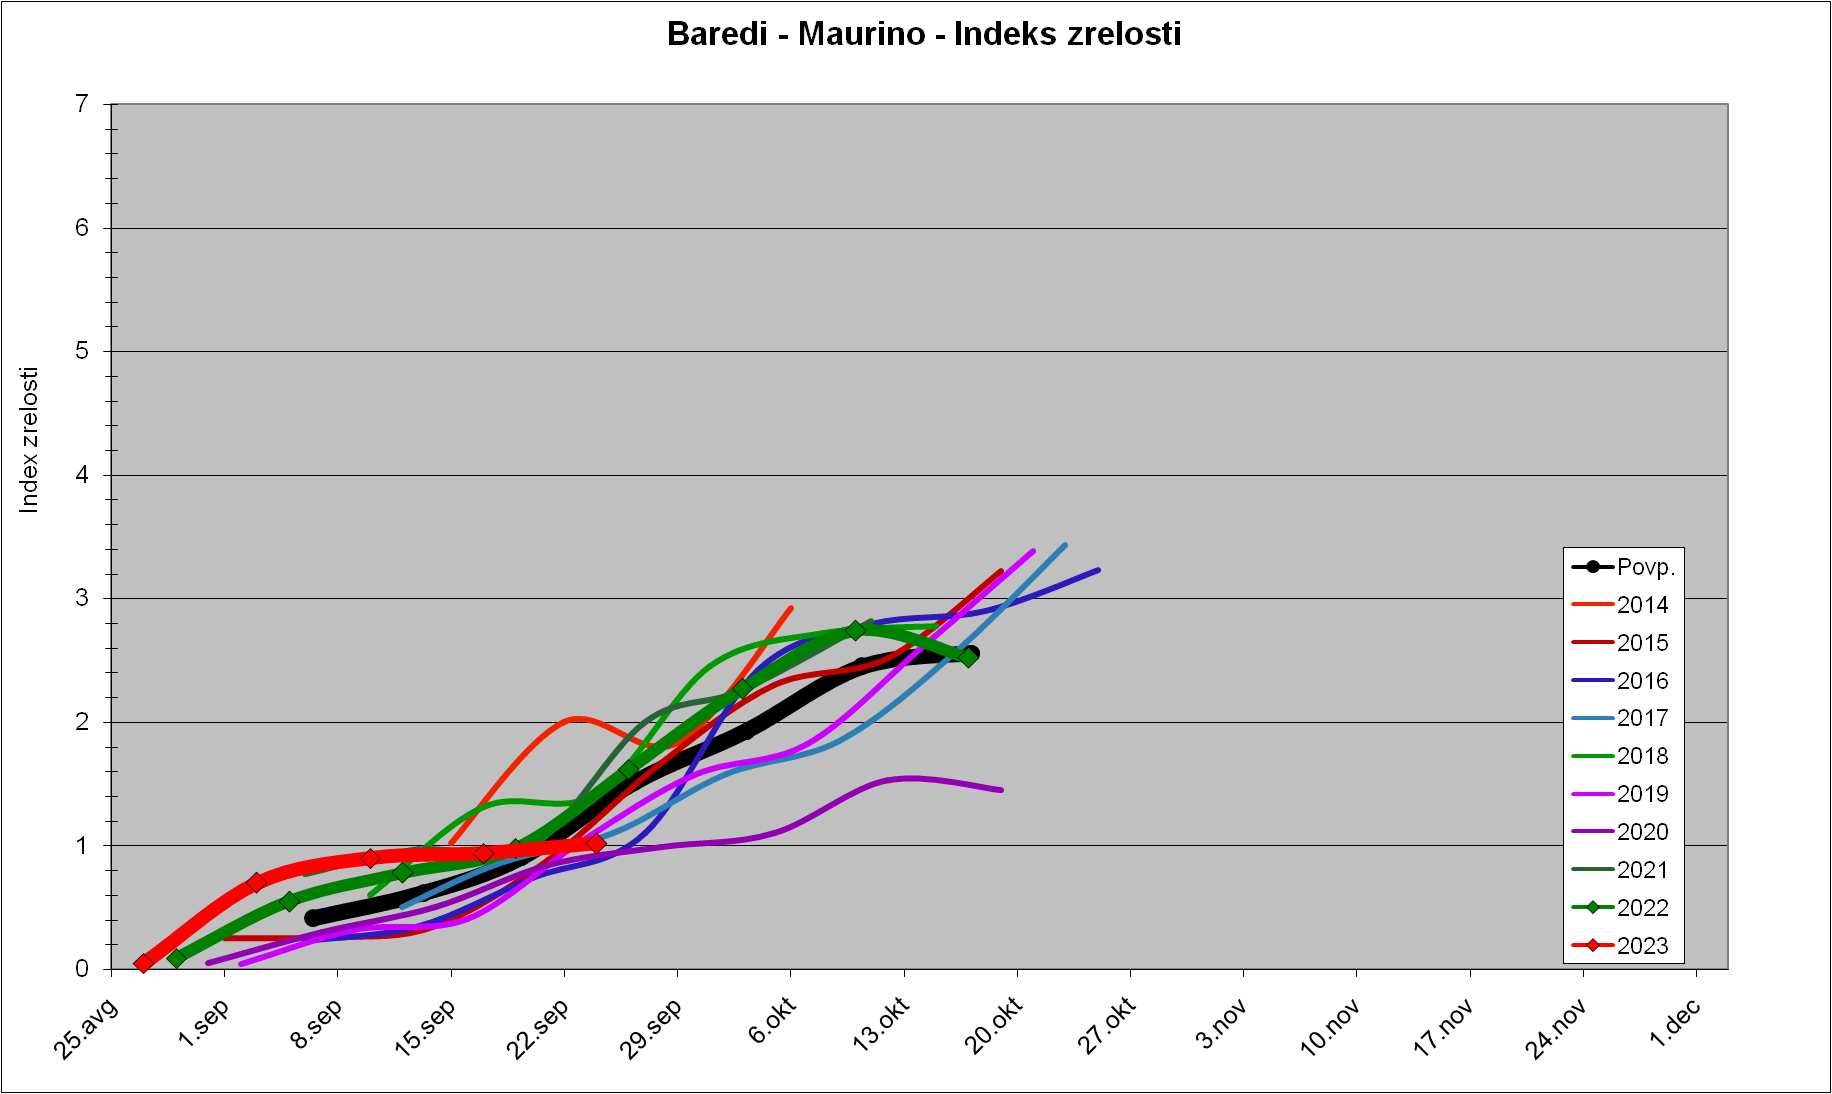 Baredi - Maurino - Indeks zrelosti
Index zrelosti
7
6
5
4
3
2
1
0
25.avg
1.sep
8.sep
15.sep
22.sep
29.sep
6.okt
13.okt
20.okt
27.okt
3.nov
10.nov
17.nov
24.nov
1.dec
Povp.
2014
2015
2016
2017
2018
2019
2020
2021
2022
2023